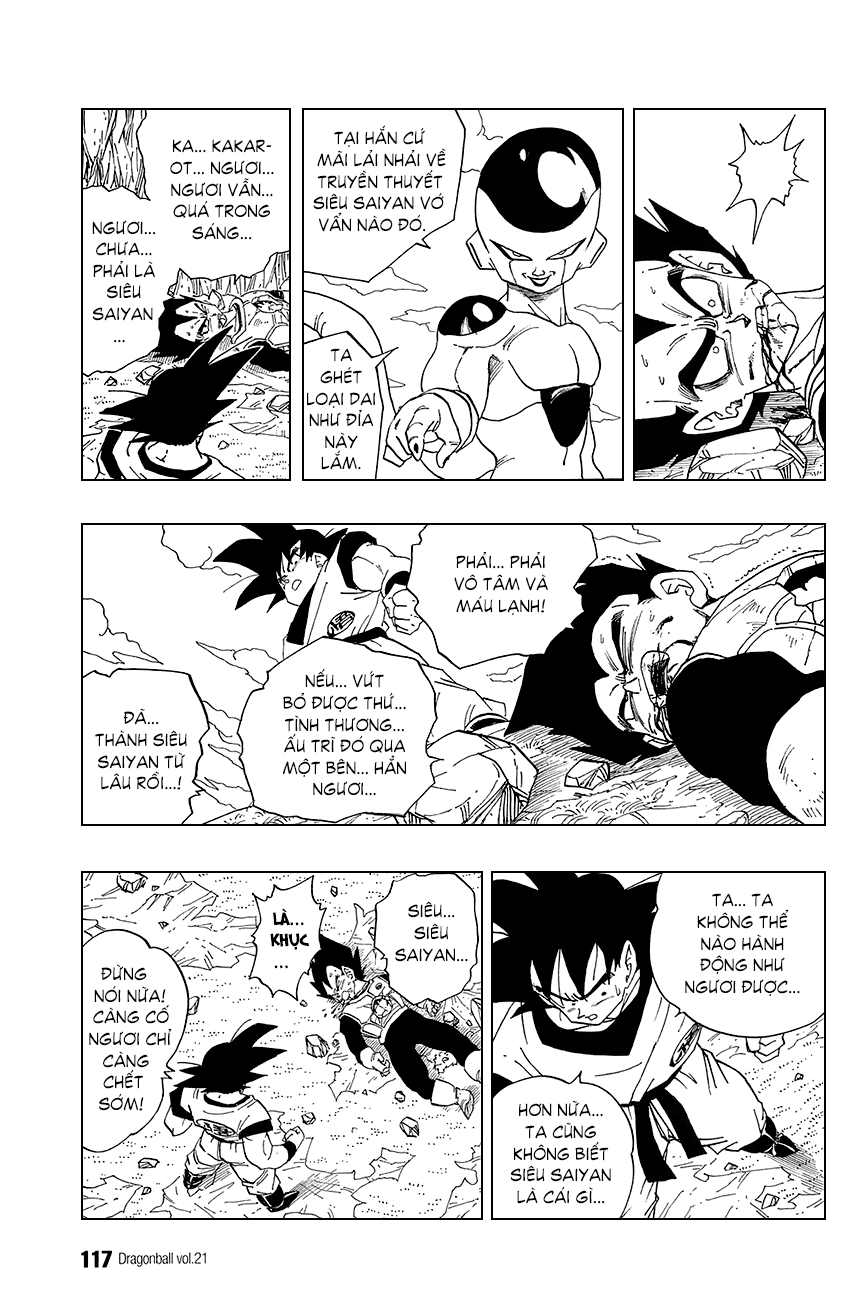 TẠI HẮN CỨ
MÃI LẢI NHẢI VỀ
TRUYỀN THUYẾT
SIÊU SAIYAN VỚ
VẨN NÀO ĐÓ.
TA
GHÉT
LOẠI DAI
NHƯ ĐỈA
NÀY
LẮM.
KA... KAKAR-
OT... NGƯƠI...
NGƯƠI VẪN...
QUÁ TRONG
SÁNG...
NGƯƠI...
CHƯA...
PHẢI LÀ
SIÊU
SAIYAN
...
PHẢI... PHẢI
VÔ TÂM VÀ
MÁU LẠNH!
NẾU... VỨT
BỎ ĐƯỢC THỨ...
TÌNH THƯƠNG...
ẤU TRĨ ĐÓ QUA
MỘT BÊN... HẲN
NGƯƠI...
ĐÃ...
THÀNH SIÊU
SAIYAN TỪ
LÂU RỒI...!
TA... TA
KHÔNG THỂ
NÀO HÀNH
ĐỘNG NHƯ
NGƯƠI ĐƯỢC...
HƠN NỮA...
TA CŨNG
KHÔNG BIẾT
SIÊU SAIYAN
LÀ CÁI GÌ...
SIÊU...
SIÊU
SAIYAN...
LÀ...
KHỤC
...
ĐỪNG
NÓI NỮA!
CÀNG CỐ
NGƯƠI CHỈ
CÀNG
CHẾT
SỚM!
117 Dragonball vol.21